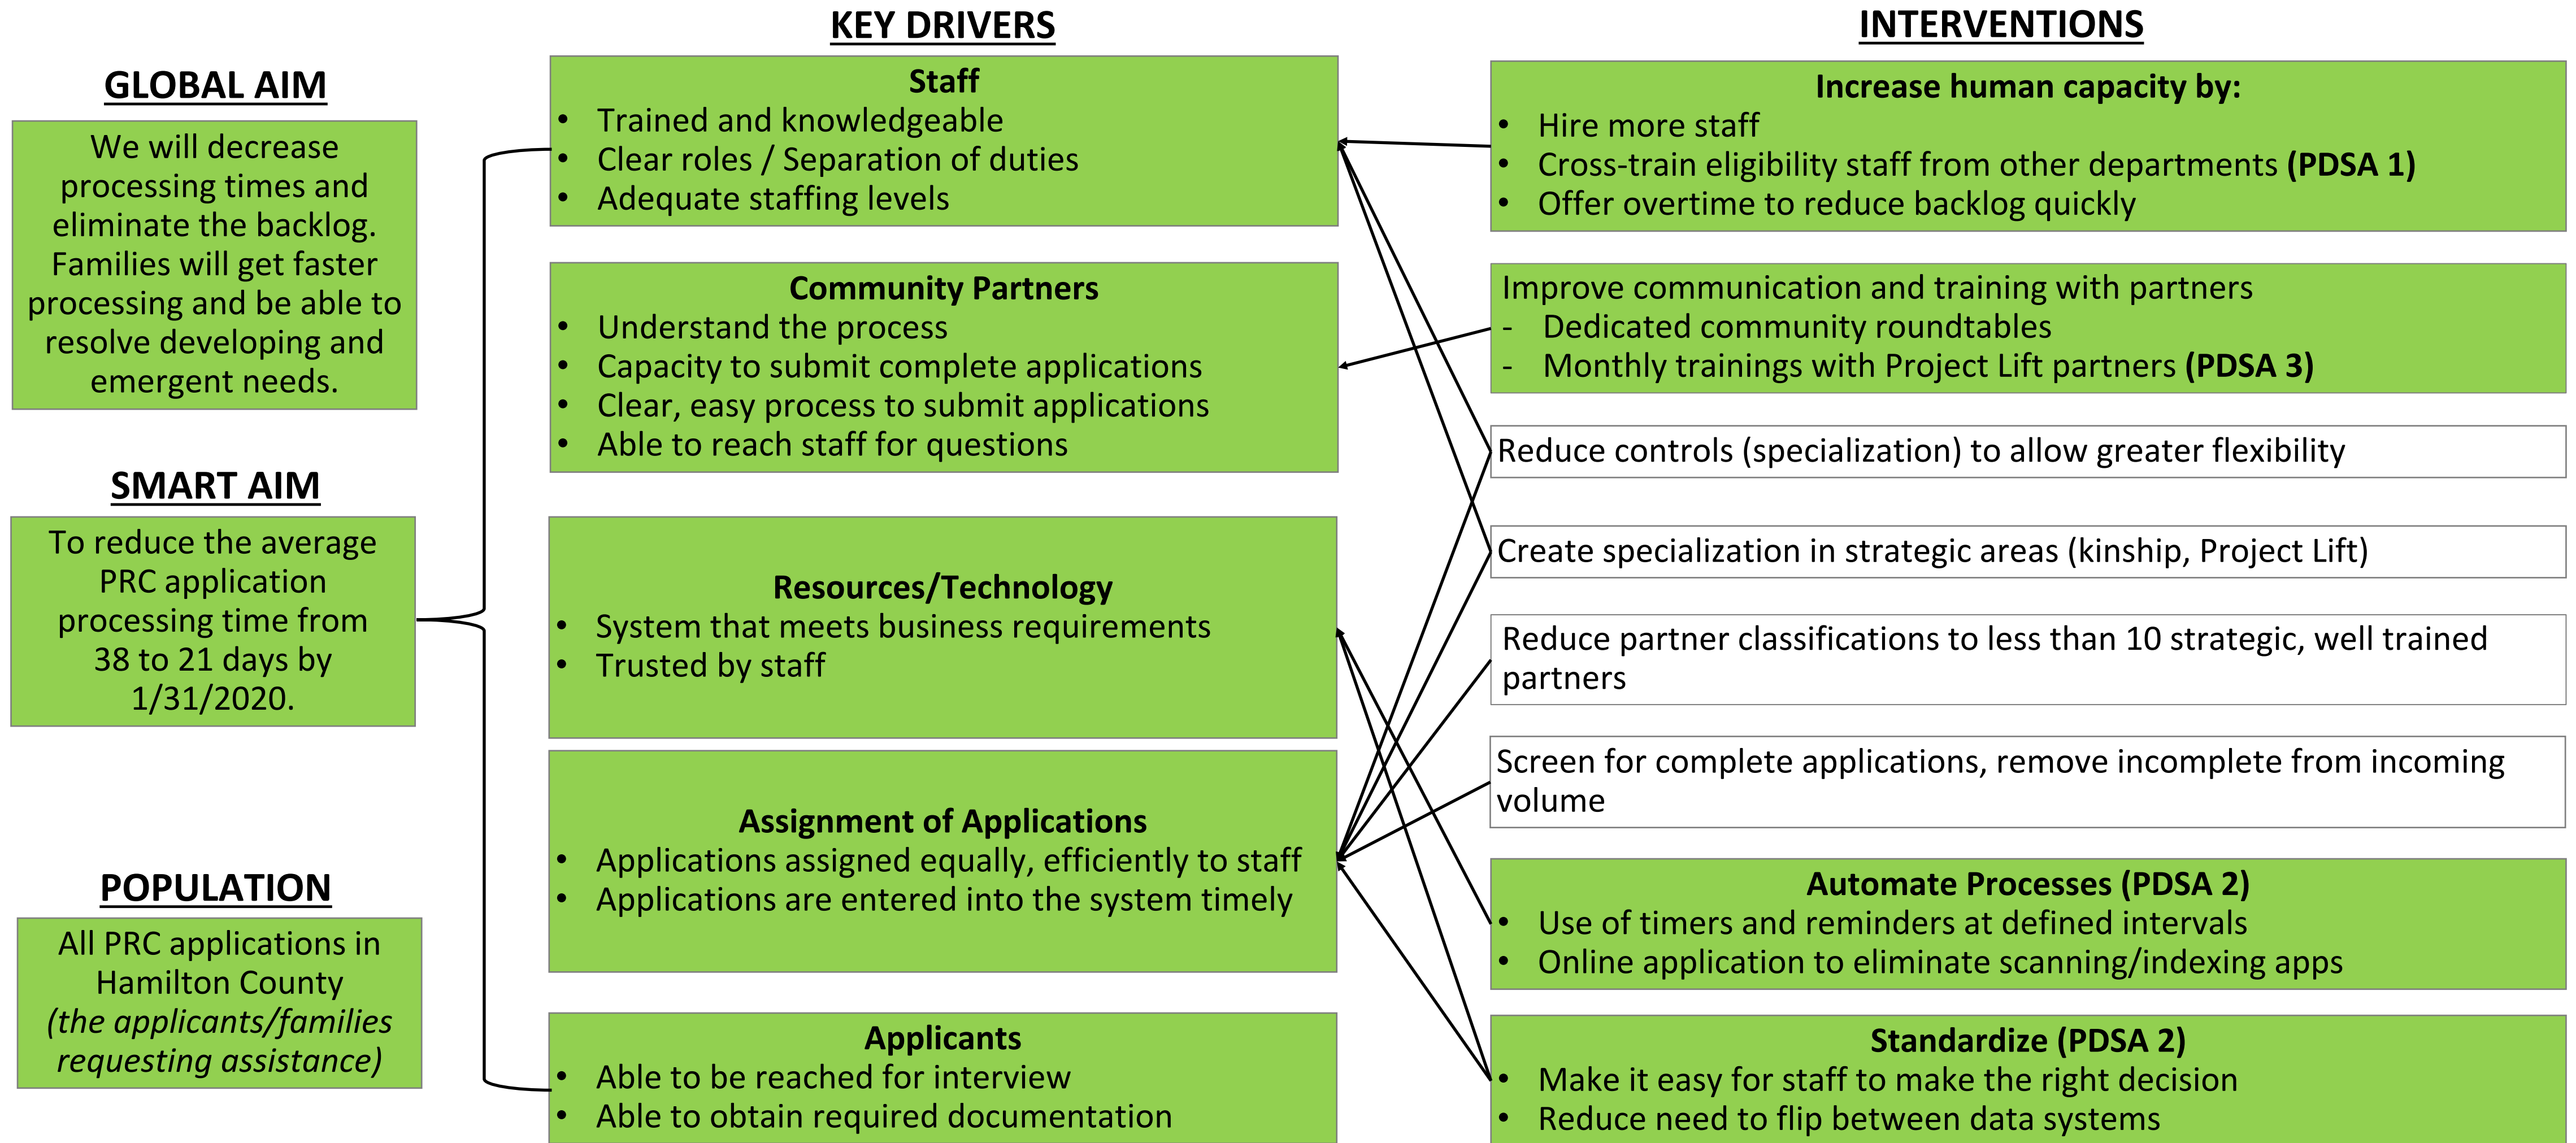 GLOBAL AIM
We will decrease
processing times and
eliminate the backlog.
Families will get faster
processing and be able to
resolve developing and
emergent needs.
SMART AIM
To reduce the average
PRC application
processing time from
38 to 21 days by
1/31/2020.
POPULATION
All PRC applications in
Hamilton County
(the applicants/families
requesting assistance)
KEY DRIVERS
Staff
• Trained and knowledgeable
• Clear roles / Separation of duties
• Adequate staffing levels
Community Partners
• Understand the process
• Capacity to submit complete applications
• Clear, easy process to submit applications
• Able to reach staff for questions
Resources/Technology
• System that meets business requirements
• Trusted by staff
Assignment of Applications
• Applications assigned equally, efficiently to staff
• Applications are entered into the system timely
Applicants
• Able to be reached for interview
• Able to obtain required documentation
INTERVENTIONS
Increase human capacity by:
• Hire more staff
• Cross-train eligibility staff from other departments (PDSA 1)
• Offer overtime to reduce backlog quickly
Improve communication and training with partners
- Dedicated community roundtables
- Monthly trainings with Project Lift partners (PDSA 3)
Reduce controls (specialization) to allow greater flexibility
Create specialization in strategic areas (kinship, Project Lift)
Reduce partner classifications to less than 10 strategic, well trained
partners
Screen for complete applications, remove incomplete from incoming
volume
Automate Processes (PDSA 2)
• Use of timers and reminders at defined intervals
• Online application to eliminate scanning/indexing apps
Standardize (PDSA 2)
• Make it easy for staff to make the right decision
• Reduce need to flip between data systems